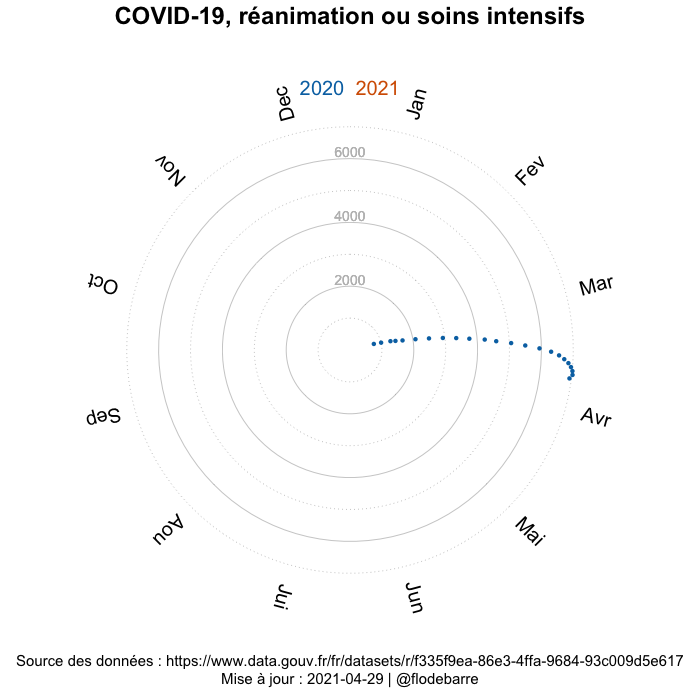 COVID-19, réanimation ou soins intensifs
2020 2021
Jan
Fev
Mar
Avr
Mai
Jun
Jui
Aou
Sep
Oct
Nov
Dec
6000
4000
2000
Source des données : https://www.data.gouv.fr/fr/datasets/r/f335f9ea-86e3-4ffa-9684-93c009d5e617
Mise à jour : 2021-04-29 | @flodebarre